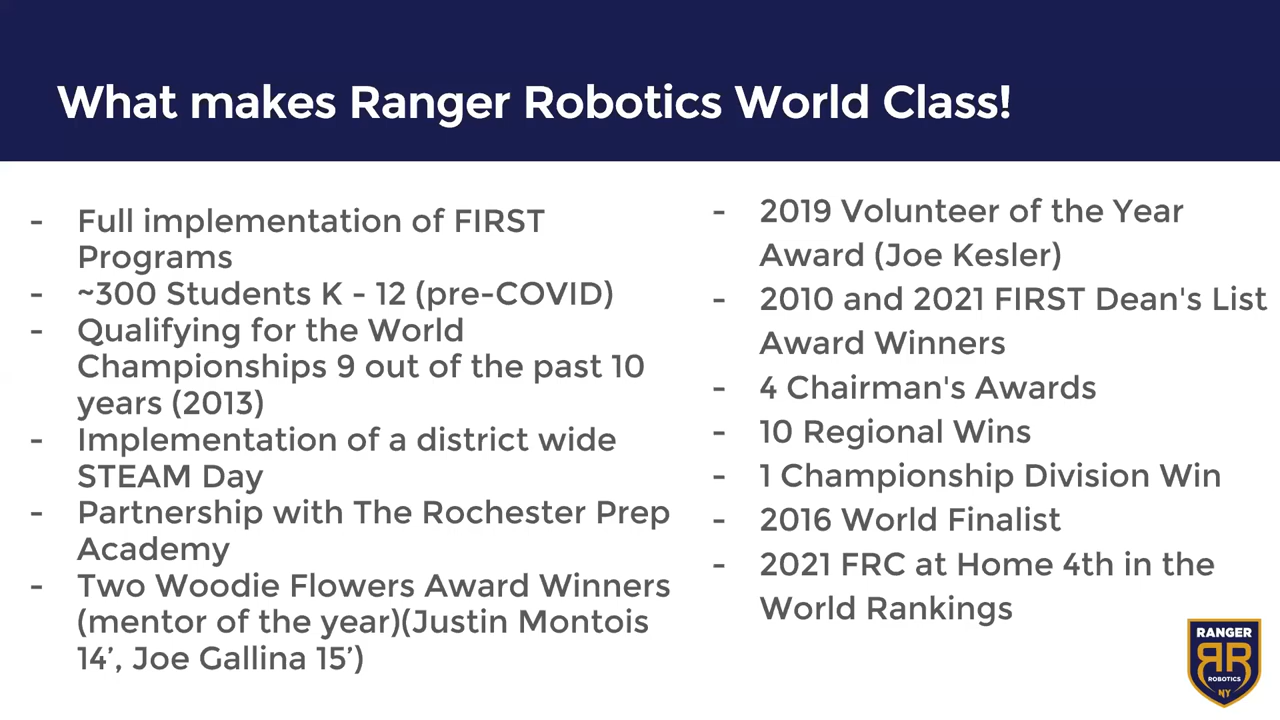 What makes Ranger Robotics World Class!
- Full implementation of FIRST
Programs
- ~300 Students K - 12 (pre-COVID)
- Qualifying for the World
Championships 9 out of the past 10
years (2013)
- Implementation of a district wide
STEAM Day
- Partnership with The Rochester Prep
Academy
- Two Woodie Flowers Award Winners
(mentor of the year)(Justin Montois
14’, Joe Gallina 15’)
- 2019 Volunteer of the Year
Award (Joe Kesler)
- 2010 and 2021 FIRST Dean's List
Award Winners
- 4 Chairman's Awards
- 10 Regional Wins
- 1 Championship Division Win
- 2016 World Finalist
- 2021 FRC at Home 4th in the
World Rankings
RANGER
RR
ROBOTICS
NY